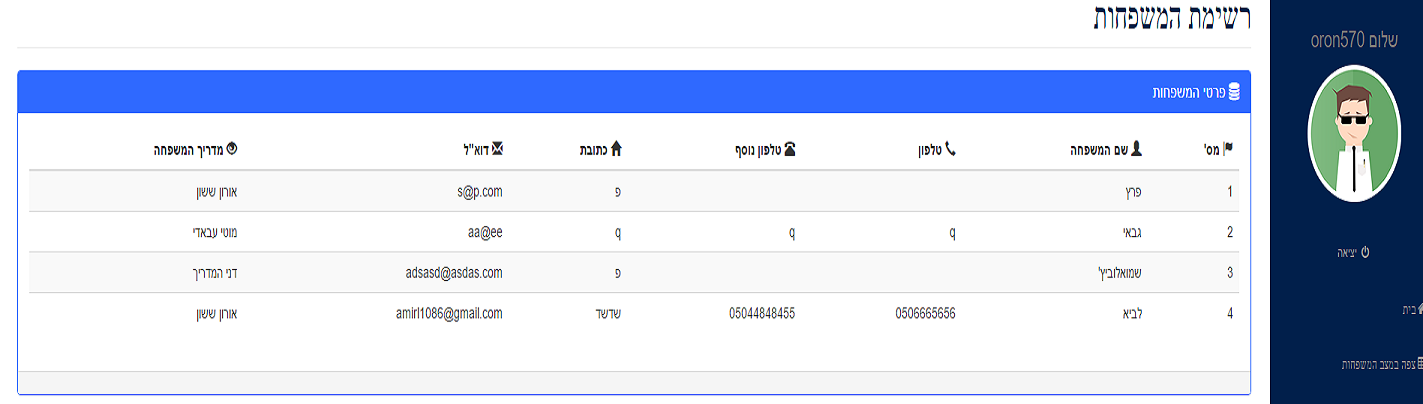 רשימת המשפחות
פרטי המשפחות
מס' שם המשפחה טלפון טלפון נוסף כתובת דוא"ל מדריך המשפחה
1 פרץ פ s@p.com אורון ששון
2 גבאי q q q aa@ee מוטי עבאדי
3 שמואלוביץ' פ adsasd@asdas.com דני המדריך
4 לביא 0506665656 05044848455 שדשד amirl1086@gmail.com אורון ששון
שלום oron570
יציאה
בית
צפה במצב המשפחות